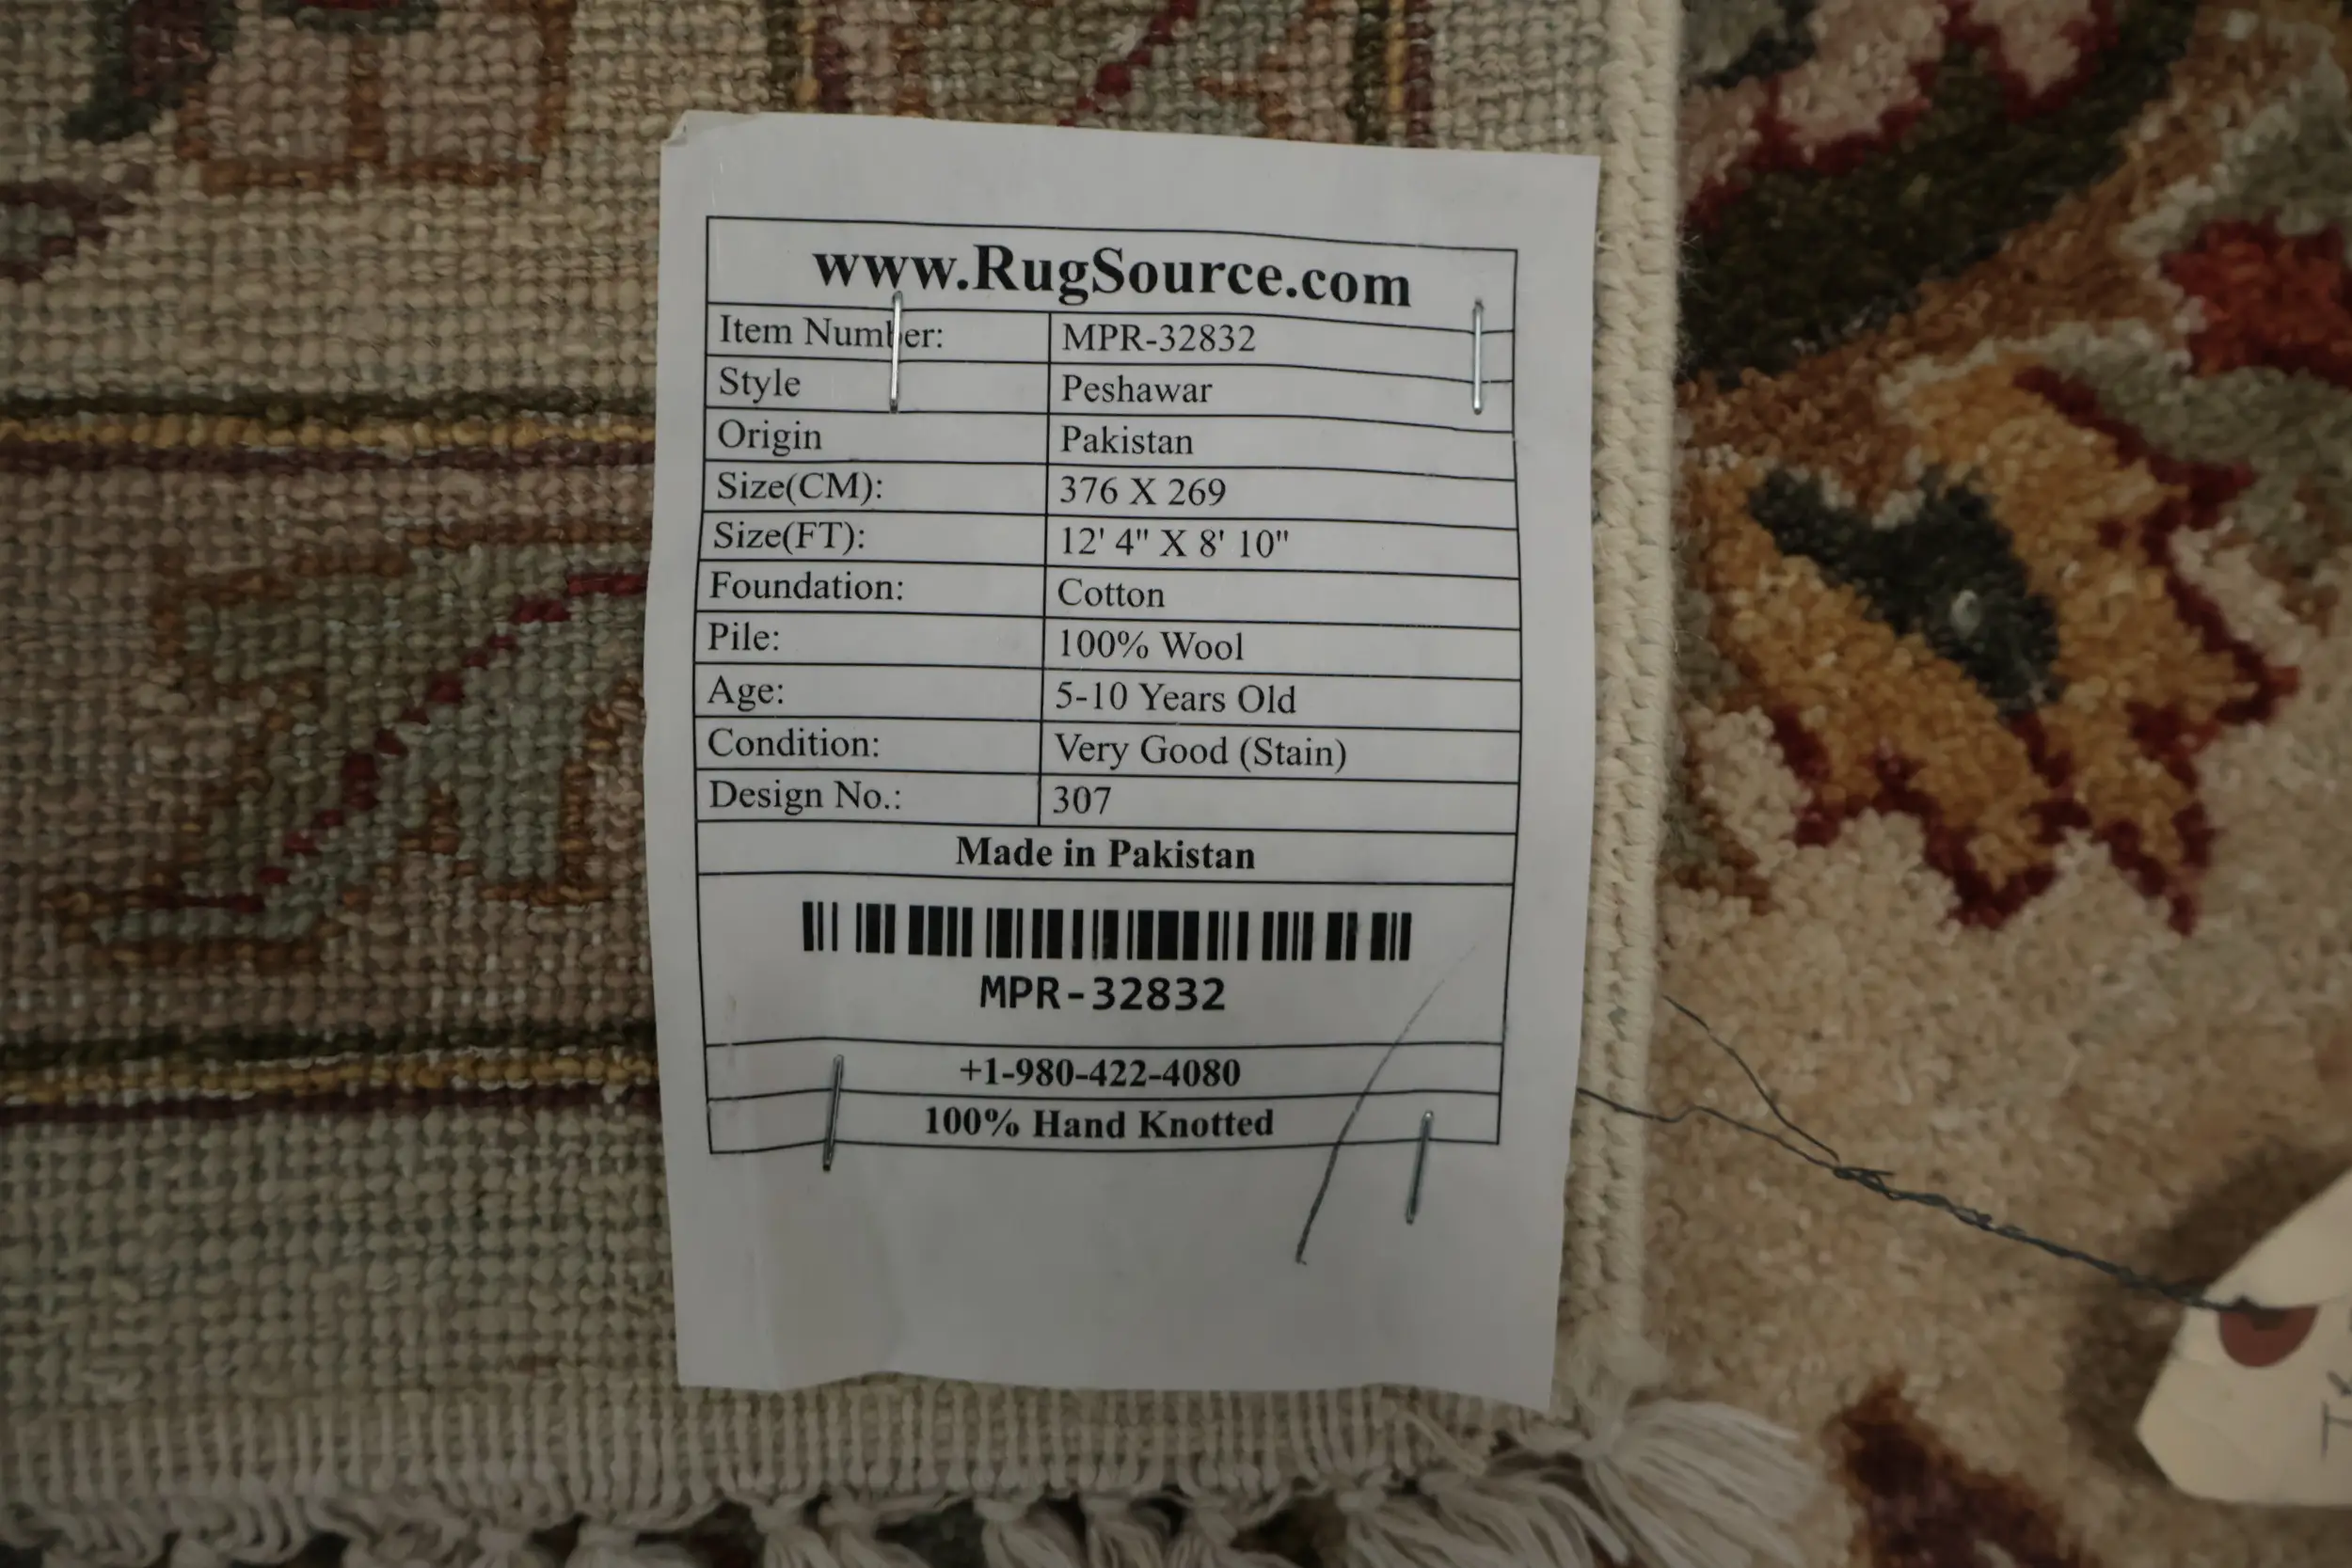 www.RugSource.com
Item Number: MPR-32832
Style Peshawar
Origin Pakistan
Size(CM): 376 X 269
Size(FT): 12' 4" X 8' 10"
Foundation: Cotton
Pile: 100% Wool
Age: 5-10 Years Old
Condition: Very Good (Stain)
Design No.: 307
Made in Pakistan
MPR-32832
+1-980-422-4080
100% Hand Knotted